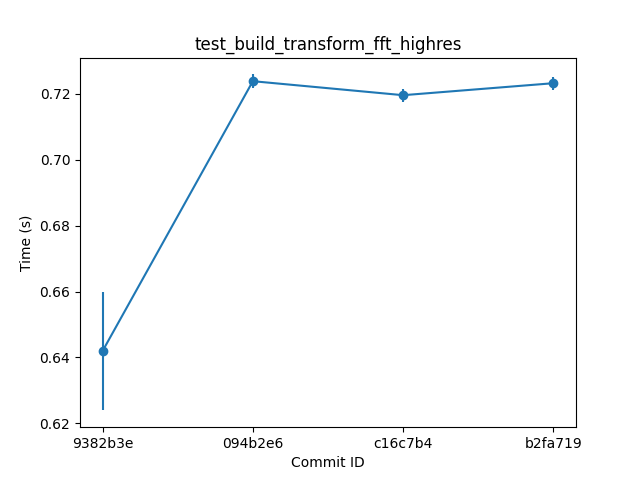 test_build_transform_fft_highres
Time (s)
0.72
0.70
0.68
0.66
0.64
0.62
9382b3e
094b2e6
c16c7b4
b2fa719
Commit ID